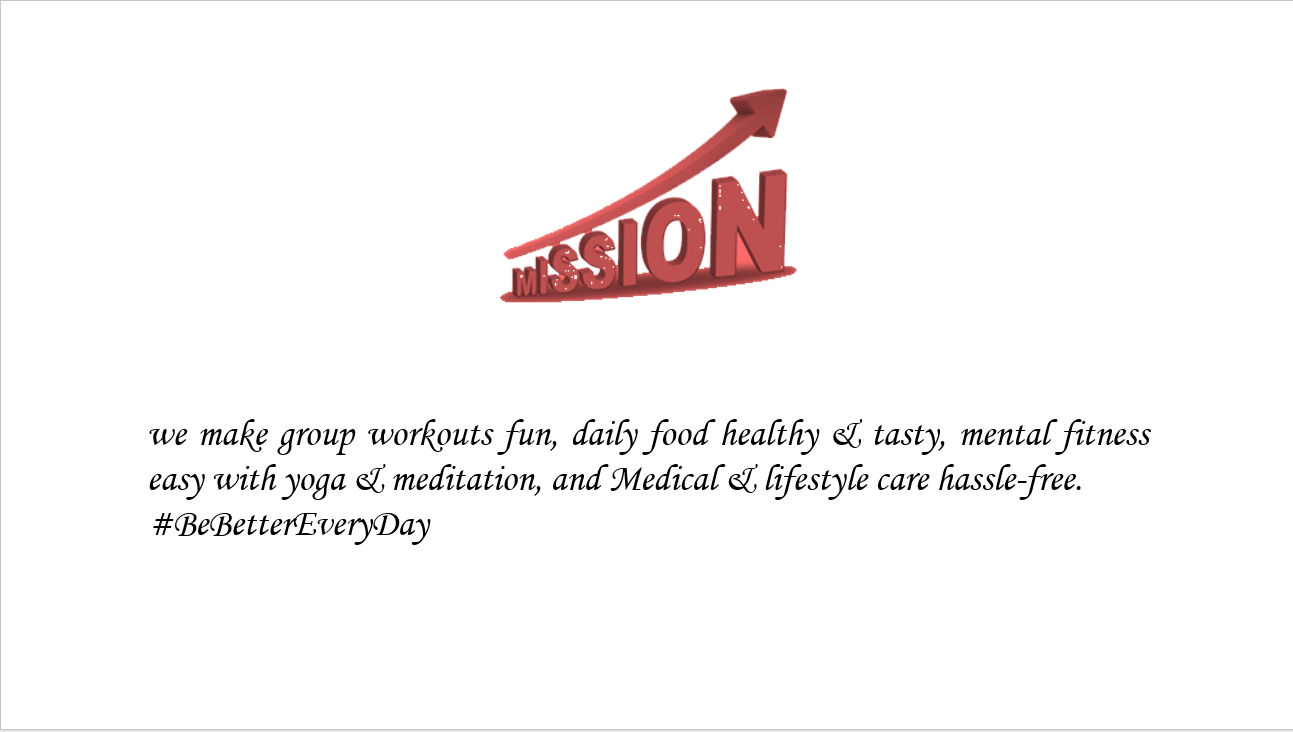 MISSION
we make group workouts fun, daily food healthy & tasty, mental fitness
easy with yoga & meditation, and Medical & lifestyle care hassle-free.
#BeBetterEveryDay